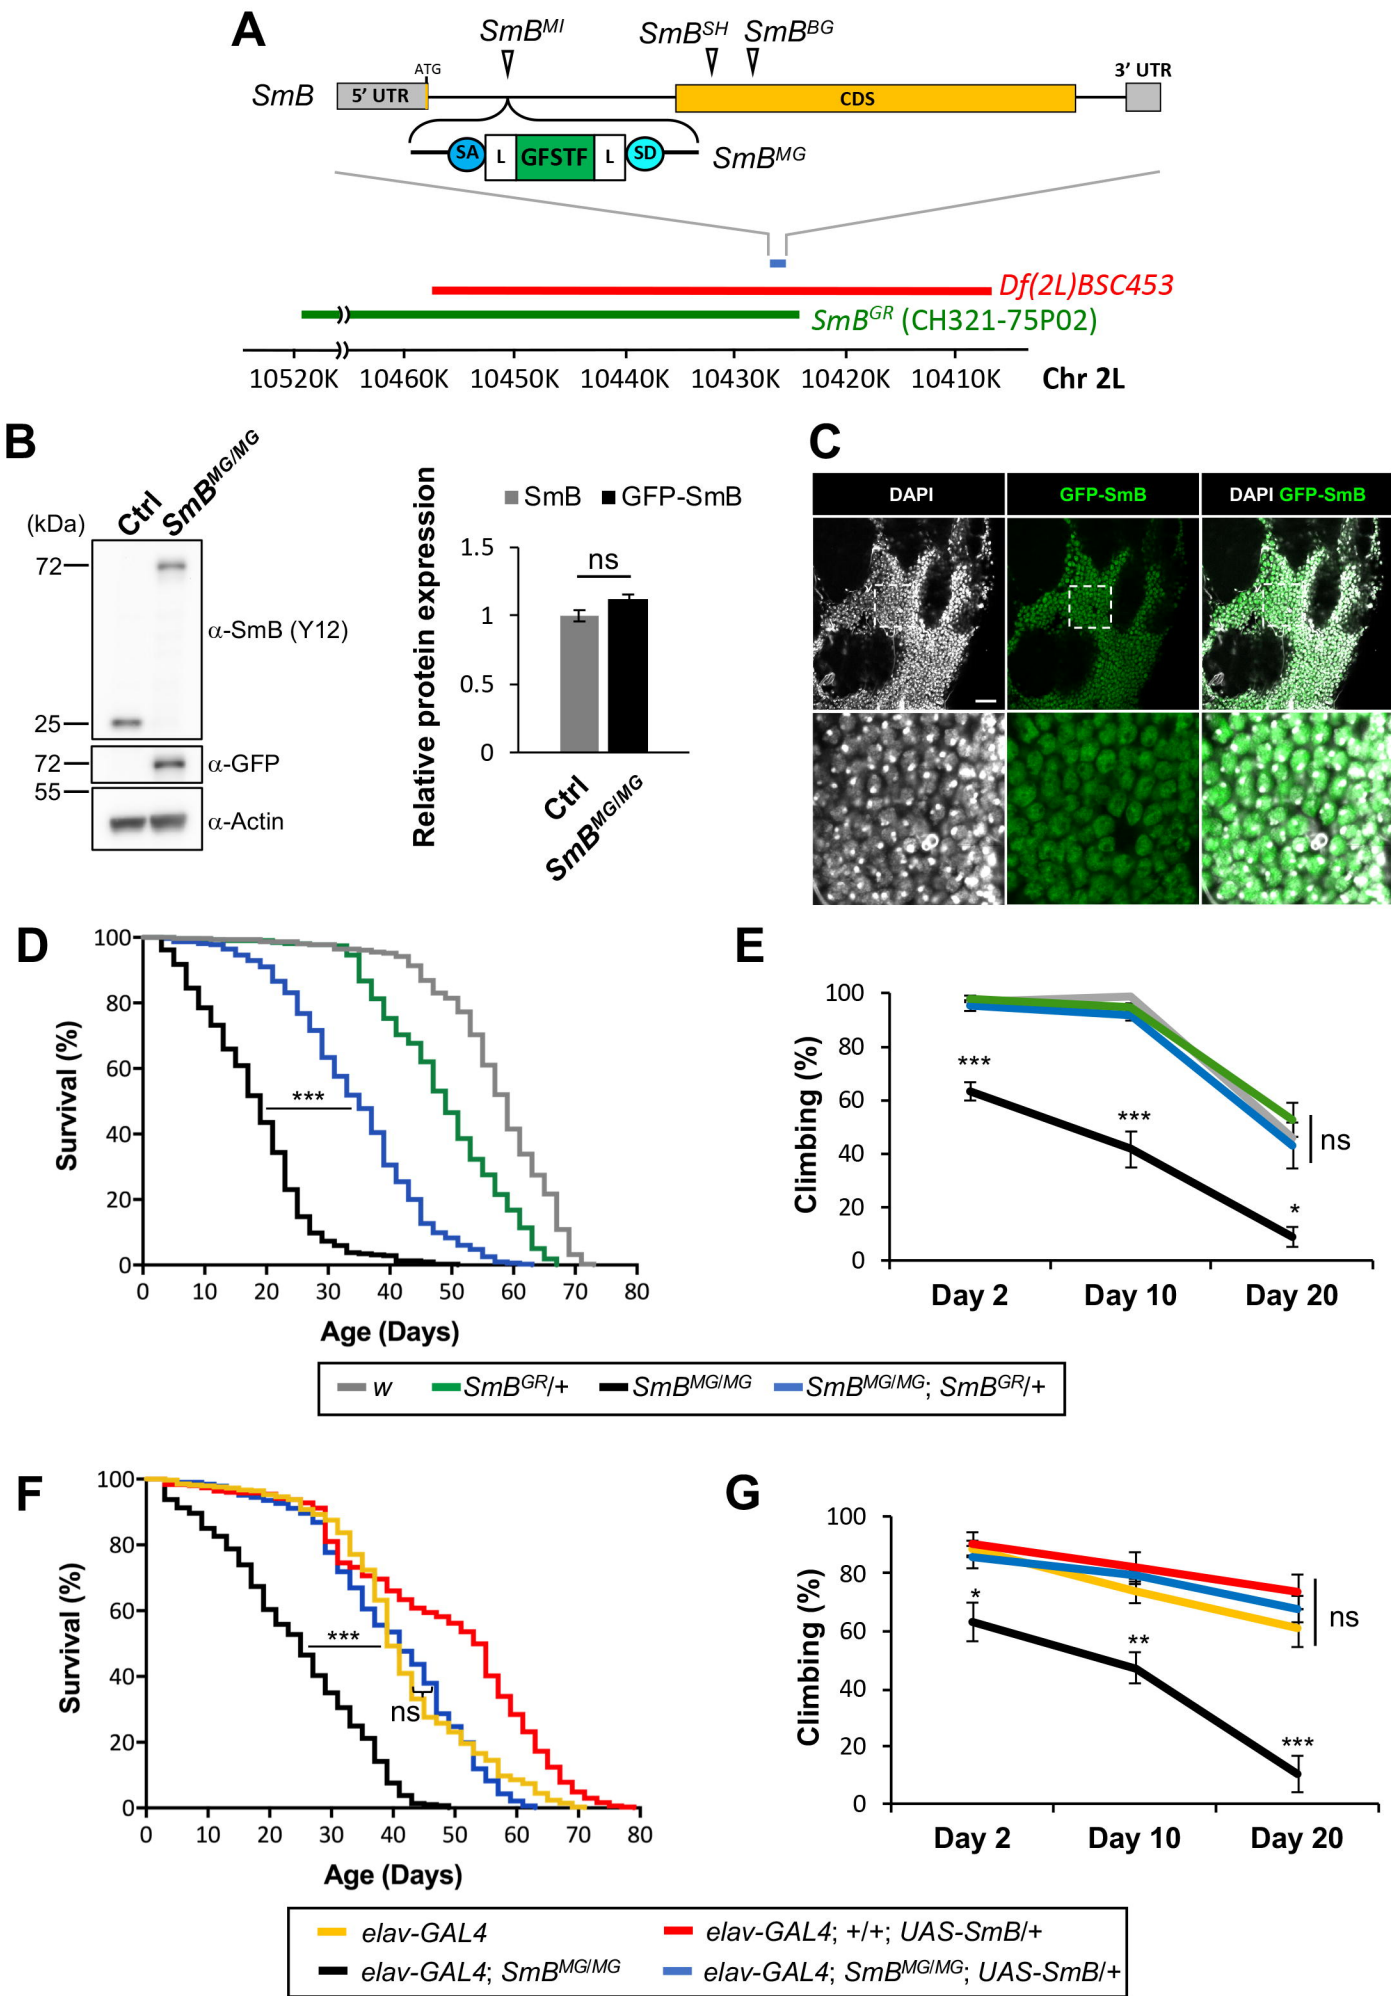 A
SmB^MI
SmB^SH
SmB^BG
SmB
ATG
5’ UTR
CDS
3’ UTR
SA
L
GFSTF
L
SD
SmB^MG
Df(2L)BSC453
SmB^GR (CH321-75P02)
10520K 10460K 10450K 10440K 10430K 10420K 10410K Chr 2L
B
(kDa)
Ctrl
SmB^MG/MG
72
25
α-SmB (Y12)
72
α-GFP
55
α-Actin
Relative protein expression
SmB GFP-SmB
1.5
1
0.5
0
ns
Ctrl
SmB^MG/MG
C
DAPI
GFP-SmB
DAPI GFP-SmB
D
Survival (%)
100
80
60
40
20
0
***
0 10 20 30 40 50 60 70 80
Age (Days)
E
Climbing (%)
100
80
60
40
20
0
***
***
*
ns
Day 2 Day 10 Day 20
w SmB^GR/+ SmB^MG/MG SmB^MG/MG; SmB^GR/+
F
Survival (%)
100
80
60
40
20
0
***
ns
0 10 20 30 40 50 60 70 80
Age (Days)
G
Climbing (%)
100
80
60
40
20
0
*
**
***
ns
Day 2 Day 10 Day 20
elav-GAL4
elav-GAL4; +/+; UAS-SmB/+
elav-GAL4; SmB^MG/MG
elav-GAL4; SmB^MG/MG; UAS-SmB/+